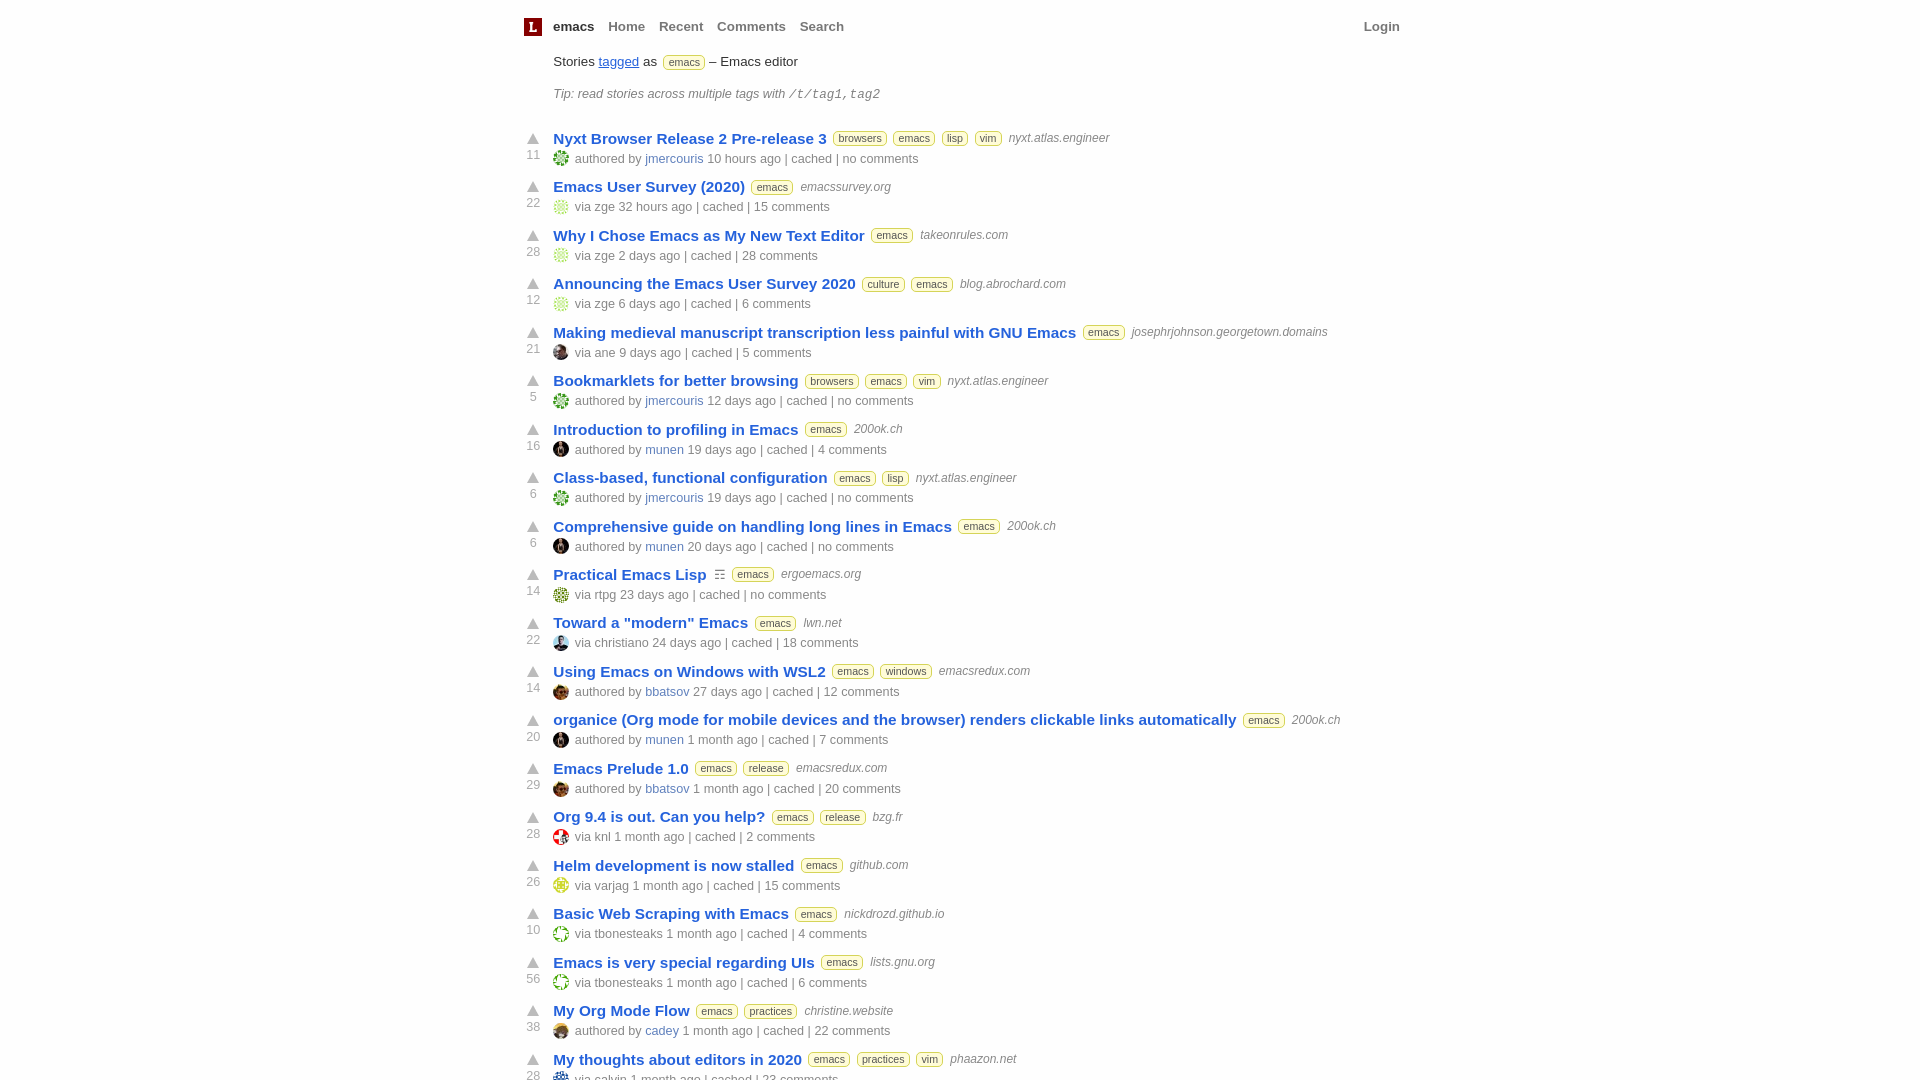 L emacs Home Recent Comments Search Login
Stories tagged as emacs – Emacs editor
Tip: read stories across multiple tags with /t/tag1,tag2
Nyxt Browser Release 2 Pre-release 3 browsers emacs lisp vim nyxt.atlas.engineer
11 authored by jmercouris 10 hours ago | cached | no comments
Emacs User Survey (2020) emacs emacssurvey.org
22 via zge 32 hours ago | cached | 15 comments
Why I Chose Emacs as My New Text Editor emacs takeonrules.com
28 via zge 2 days ago | cached | 28 comments
Announcing the Emacs User Survey 2020 culture emacs blog.abrochard.com
12 via zge 6 days ago | cached | 6 comments
Making medieval manuscript transcription less painful with GNU Emacs emacs josephrjohnson.georgetown.domains
21 via ane 9 days ago | cached | 5 comments
Bookmarklets for better browsing browsers emacs vim nyxt.atlas.engineer
5 authored by jmercouris 12 days ago | cached | no comments
Introduction to profiling in Emacs emacs 200ok.ch
16 authored by munen 19 days ago | cached | 4 comments
Class-based, functional configuration emacs lisp nyxt.atlas.engineer
6 authored by jmercouris 19 days ago | cached | no comments
Comprehensive guide on handling long lines in Emacs emacs 200ok.ch
6 authored by munen 20 days ago | cached | no comments
Practical Emacs Lisp ☶ emacs ergoemacs.org
14 via rtpg 23 days ago | cached | no comments
Toward a "modern" Emacs emacs lwn.net
22 via christiano 24 days ago | cached | 18 comments
Using Emacs on Windows with WSL2 emacs windows emacsredux.com
14 authored by bbatsov 27 days ago | cached | 12 comments
organice (Org mode for mobile devices and the browser) renders clickable links automatically emacs 200ok.ch
20 authored by munen 1 month ago | cached | 7 comments
Emacs Prelude 1.0 emacs release emacsredux.com
29 authored by bbatsov 1 month ago | cached | 20 comments
Org 9.4 is out. Can you help? emacs release bzg.fr
28 via knl 1 month ago | cached | 2 comments
Helm development is now stalled emacs github.com
26 via varjag 1 month ago | cached | 15 comments
Basic Web Scraping with Emacs emacs nickdrozd.github.io
10 via tbonesteaks 1 month ago | cached | 4 comments
Emacs is very special regarding UIs emacs lists.gnu.org
56 via tbonesteaks 1 month ago | cached | 6 comments
My Org Mode Flow emacs practices christine.website
38 authored by cadey 1 month ago | cached | 22 comments
My thoughts about editors in 2020 emacs practices vim phaazon.net
28 via calvin 1 month ago | cached | 23 comments